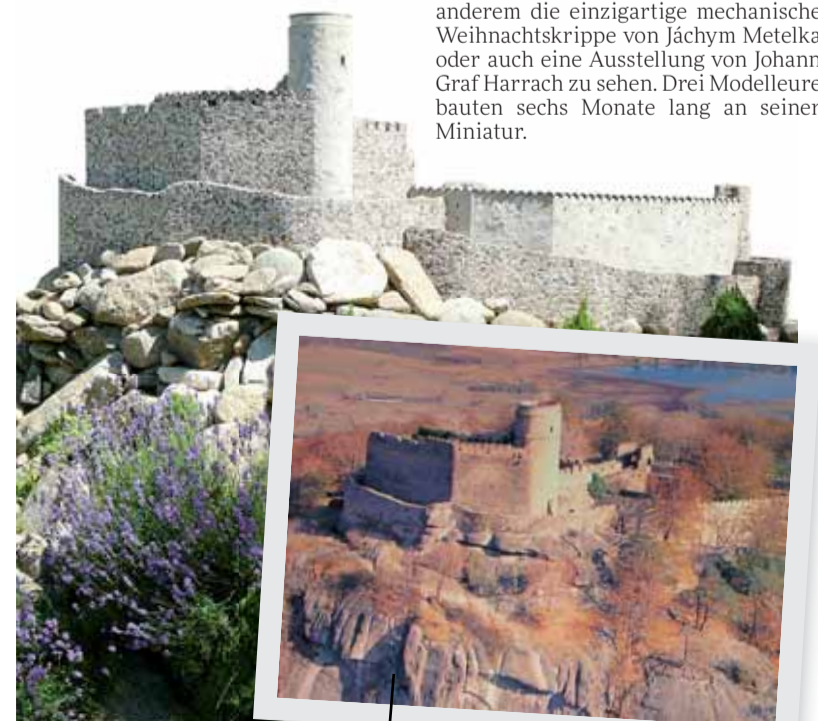 anderem die einzigartige mechanische
Weihnachtskrippe von Jáchym Metelka
oder auch eine Ausstellung von Johann
Graf Harrach zu sehen. Drei Modelleure
bauten sechs Monate lang an seiner
Miniatur.